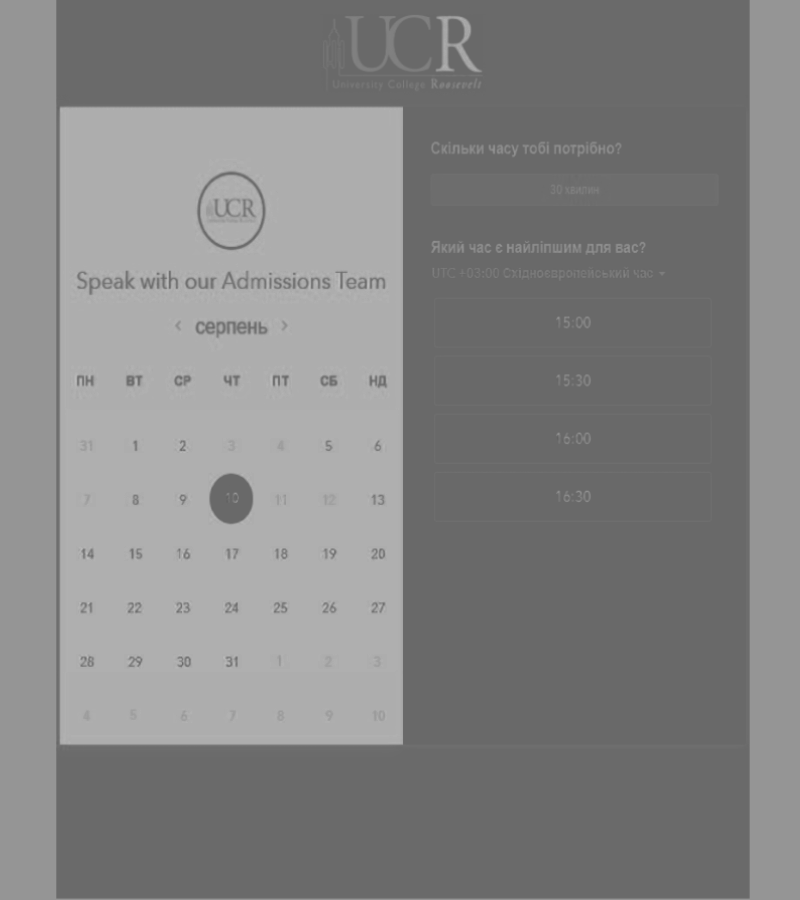 UCR
University College Roosevelt
UCR
Speak with our Admissions Team
< серпень >
ПН ВТ СР ЧТ ПТ СБ НД
31 1 2 3 4 5 6
7 8 9 10 11 12 13
14 15 16 17 18 19 20
21 22 23 24 25 26 27
28 29 30 31 1 2 3
4 5 6 7 8 9 10
Скільки часу тобі потрібно?
30 хвилин
Який час є найліпшим для вас?
UTC +03:00 Східноєвропейський час
15:00
15:30
16:00
16:30